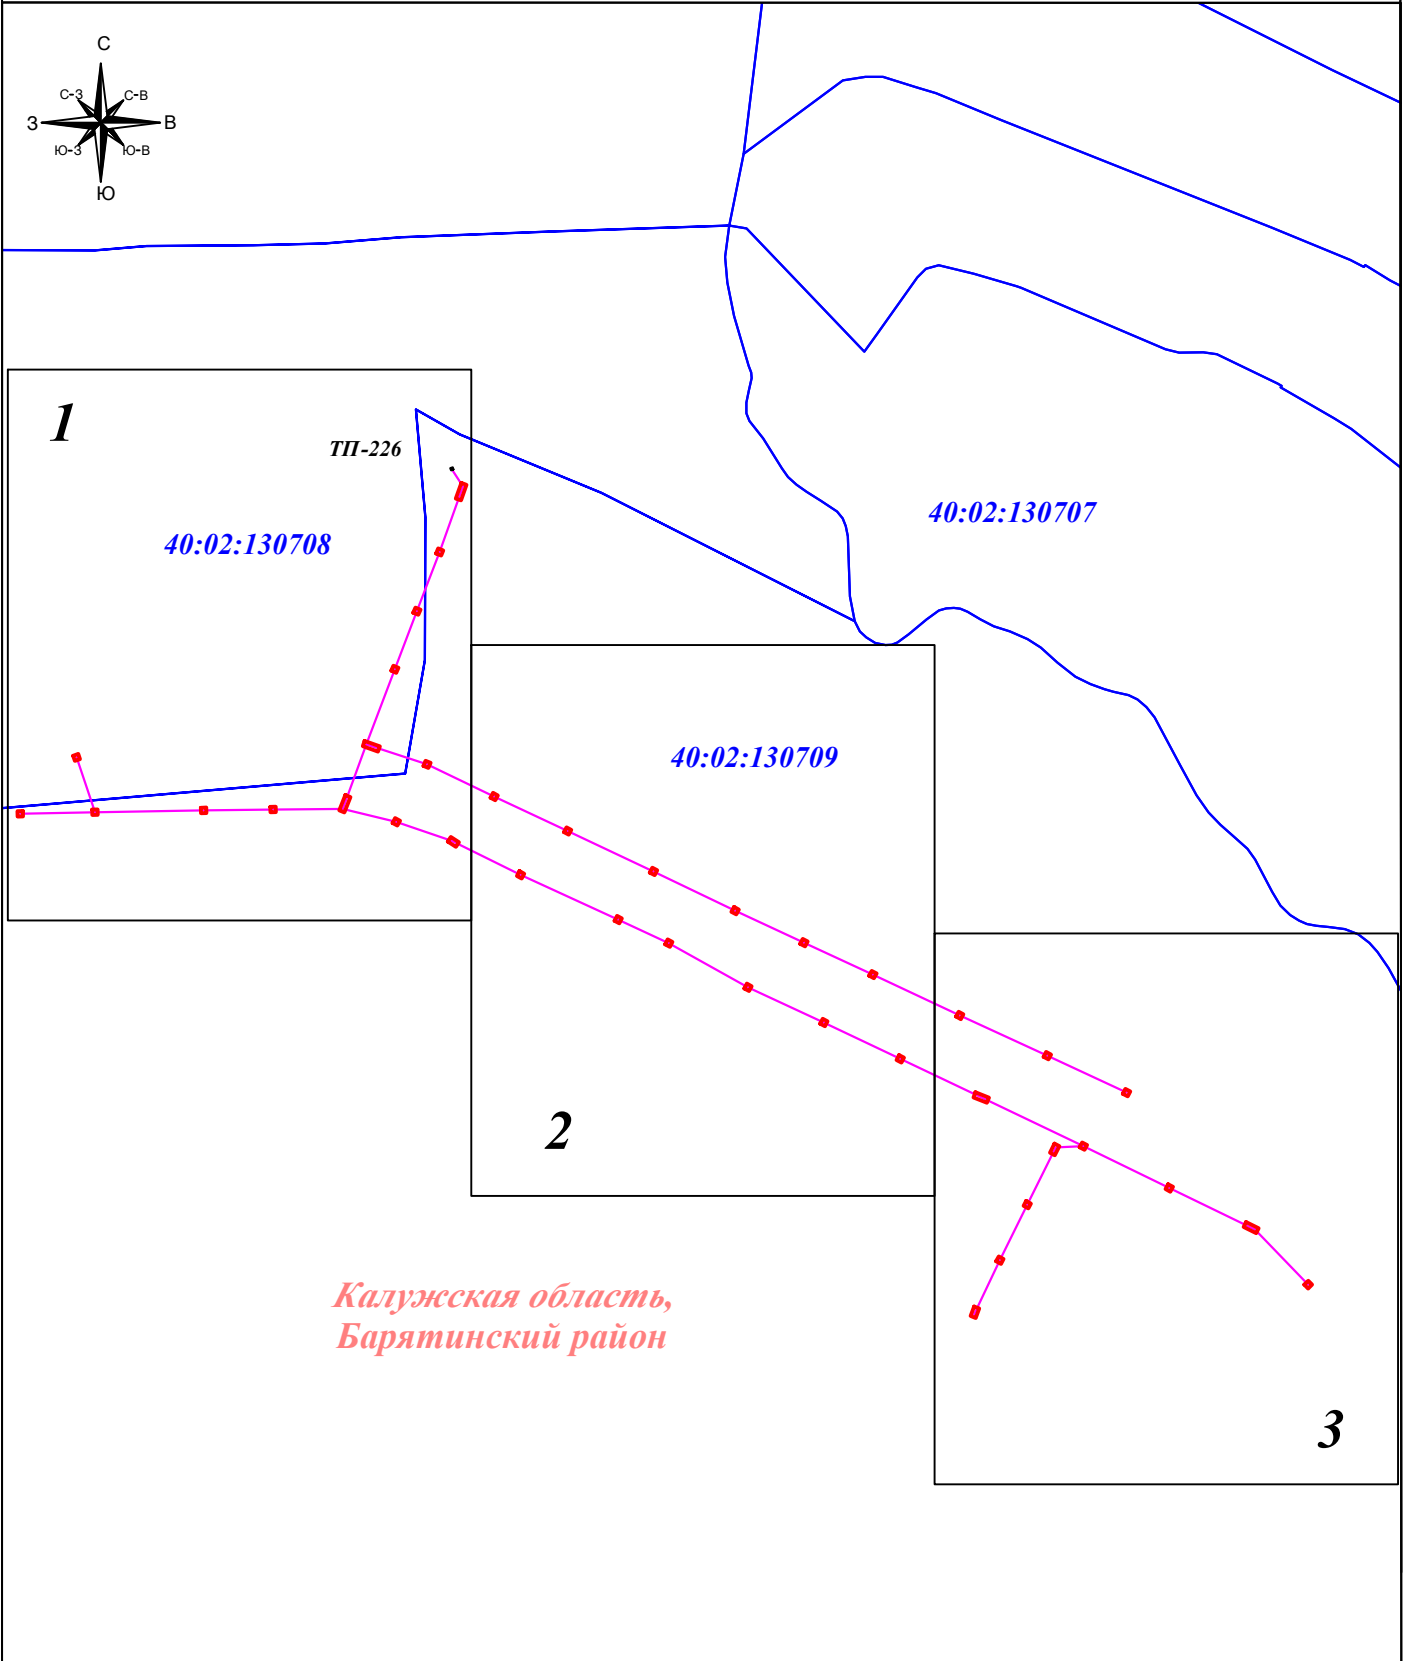 С
С-З
С-В
З
В
Ю-З
Ю-В
Ю
1
ТП-226
40:02:130708
40:02:130707
40:02:130709
2
Калужская область,
Барятинский район
3